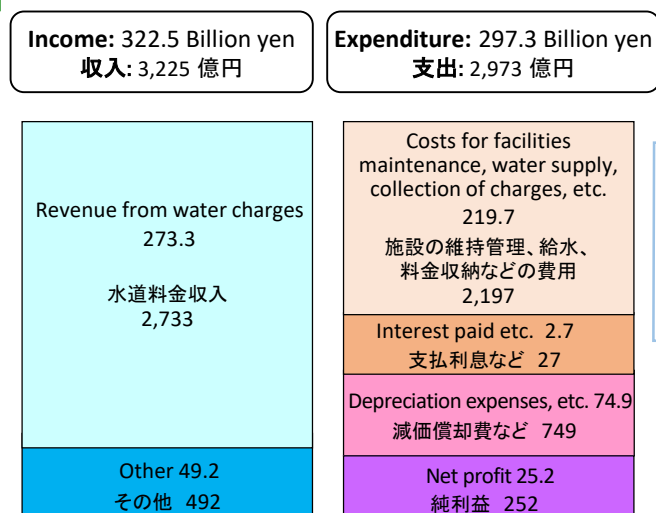 Income: 322.5 Billion yen
収入: 3,225 億円
Expenditure: 297.3 Billion yen
支出: 2,973 億円
Revenue from water charges
273.3
水道料金収入
2,733
Other 49.2
その他 492
Costs for facilities
maintenance, water supply,
collection of charges, etc.
219.7
施設の維持管理、給水、
料金収納などの費用
2,197
Interest paid etc. 2.7
支払利息など 27
Depreciation expenses, etc. 74.9
減価償却費など 749
Net profit 25.2
純利益 252